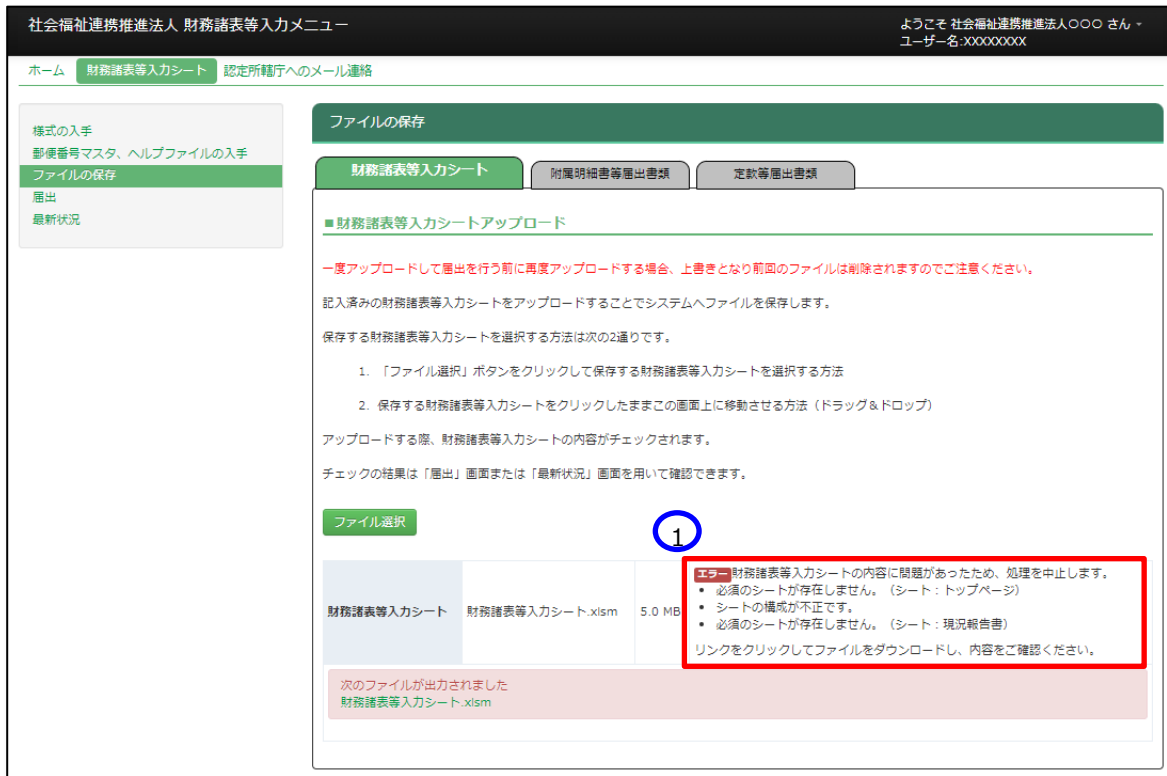 社会福祉連携推進法人 財務諸表等入力メニュー
ようこそ 社会福祉連携推進法人〇〇〇 さん
ユーザー名:XXXXXXXX
ホーム 財務諸表等入力シート 認定所轄庁へのメール連絡
様式の入手
郵便番号マスタ、ヘルプファイルの入手
ファイルの保存
届出
最新状況
ファイルの保存
財務諸表等入力シート 附属明細書等届出書類 定款等届出書類
■財務諸表等入力シートアップロード
一度アップロードして届出を行う前に再度アップロードする場合、上書きとなり前回のファイルは削除されますのでご注意ください。
記入済みの財務諸表等入力シートをアップロードすることでシステムへファイルを保存します。
保存する財務諸表等入力シートを選択する方法は次の2通りです。
1. 「ファイル選択」ボタンをクリックして保存する財務諸表等入力シートを選択する方法
2. 保存する財務諸表等入力シートをクリックしたままこの画面上に移動させる方法（ドラッグ＆ドロップ）
アップロードする際、財務諸表等入力シートの内容がチェックされます。
チェックの結果は「届出」画面または「最新状況」画面を用いて確認できます。
ファイル選択
1
財務諸表等入力シート 財務諸表等入力シート.xlsm 5.0 MB
エラー 財務諸表等入力シートの内容に問題があったため、処理を中止します。
• 必須のシートが存在しません。（シート：トップページ）
• シートの構成が不正です。
• 必須のシートが存在しません。（シート：現況報告書）
リンクをクリックしてファイルをダウンロードし、内容をご確認ください。
次のファイルが出力されました
財務諸表等入力シート.xlsm